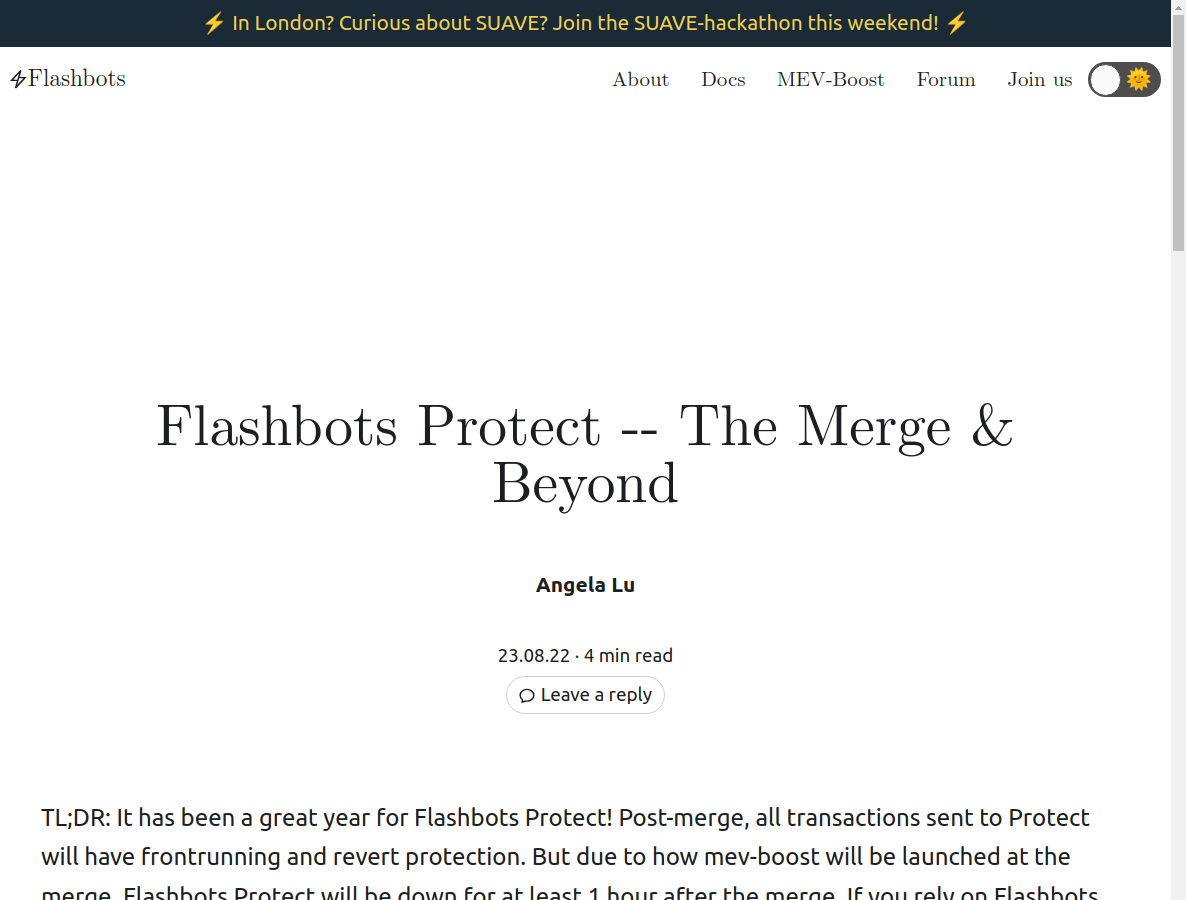 ⚡ In London? Curious about SUAVE? Join the SUAVE-hackathon this weekend! ⚡
Flashbots
About Docs MEV-Boost Forum Join us
Flashbots Protect -- The Merge &
Beyond
Angela Lu
23.08.22 · 4 min read
Leave a reply
TL;DR: It has been a great year for Flashbots Protect! Post-merge, all transactions sent to Protect
will have frontrunning and revert protection. But due to how mev-boost will be launched at the
merge, Flashbots Protect will be down for at least 1 hour after the merge. If you rely on Flashbots